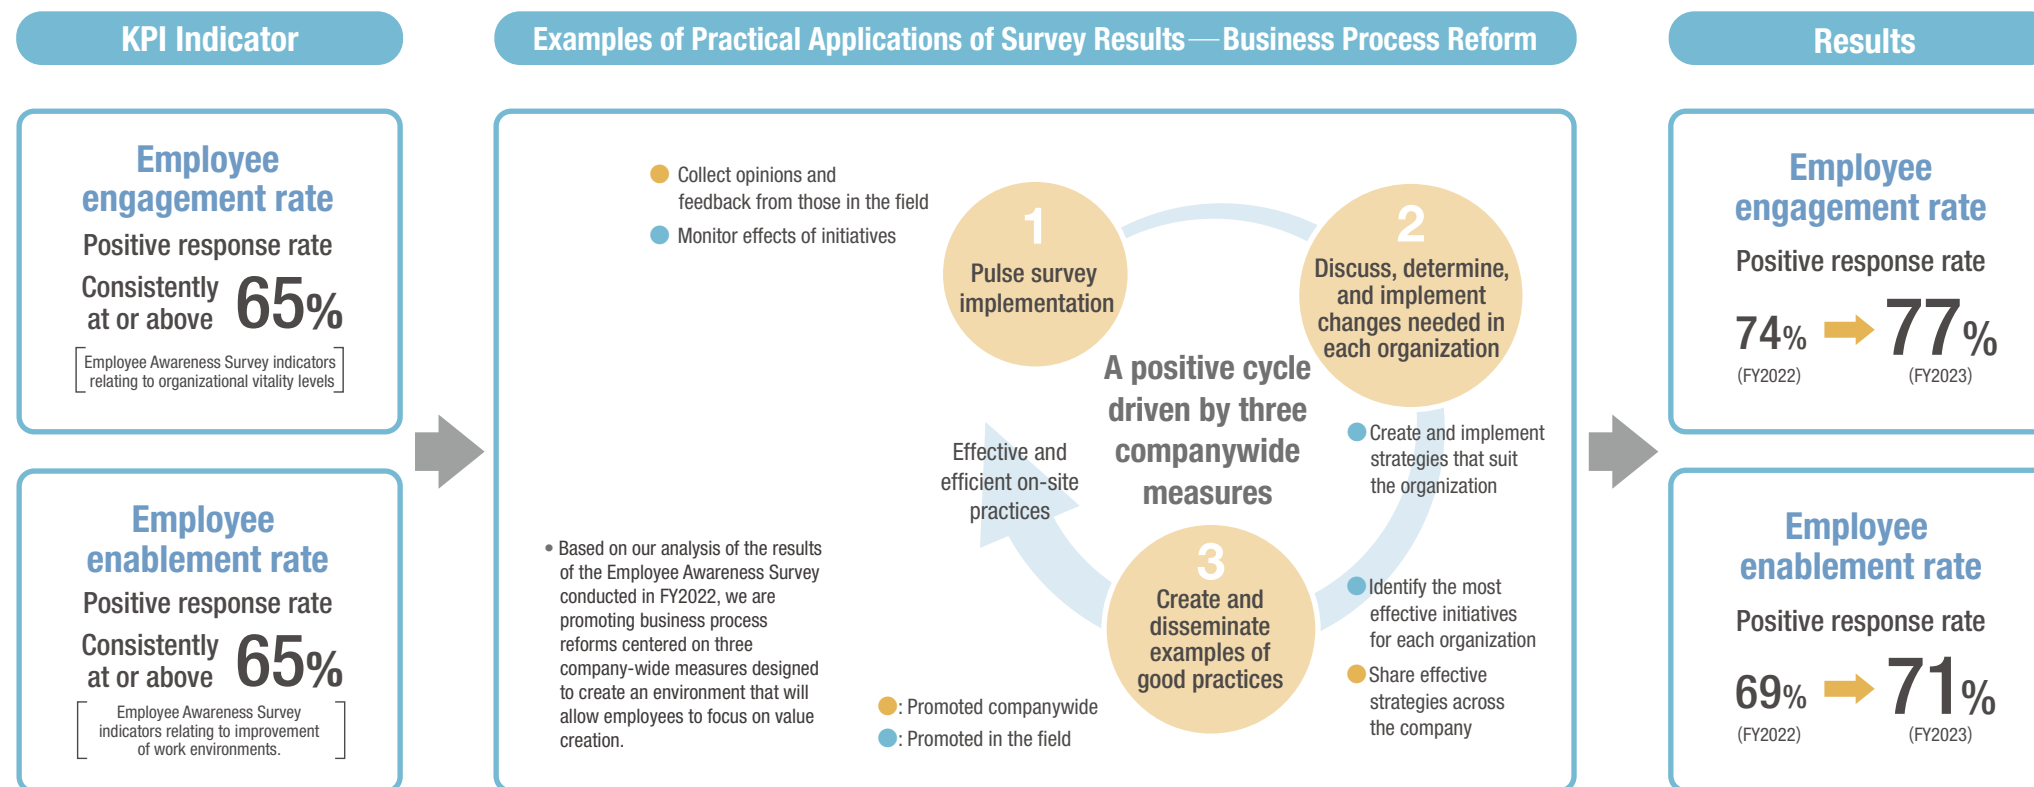 KPI Indicator
Employee
engagement rate
Positive response rate
Consistently
at or above 65%
Employee Awareness Survey indicators
relating to organizational vitality levels
Employee
enablement rate
Positive response rate
Consistently
at or above 65%
Employee Awareness Survey
indicators relating to improvement
of work environments.
Examples of Practical Applications of Survey Results—Business Process Reform
Collect opinions and
feedback from those in the field
Monitor effects of initiatives
1
Pulse survey
implementation
2
Discuss, determine,
and implement
changes needed in
each organization
A positive cycle
driven by three
companywide
measures
Create and implement
strategies that suit
the organization
Effective and
efficient on-site
practices
3
Create and
disseminate
examples of
good practices
Identify the most
effective initiatives
for each organization
Share effective
strategies across
the company
• Based on our analysis of the results
of the Employee Awareness Survey
conducted in FY2022, we are
promoting business process
reforms centered on three
company-wide measures designed
to create an environment that will
allow employees to focus on value
creation.
: Promoted companywide
: Promoted in the field
Results
Employee
engagement rate
Positive response rate
74% 77%
(FY2022) (FY2023)
Employee
enablement rate
Positive response rate
69% 71%
(FY2022) (FY2023)